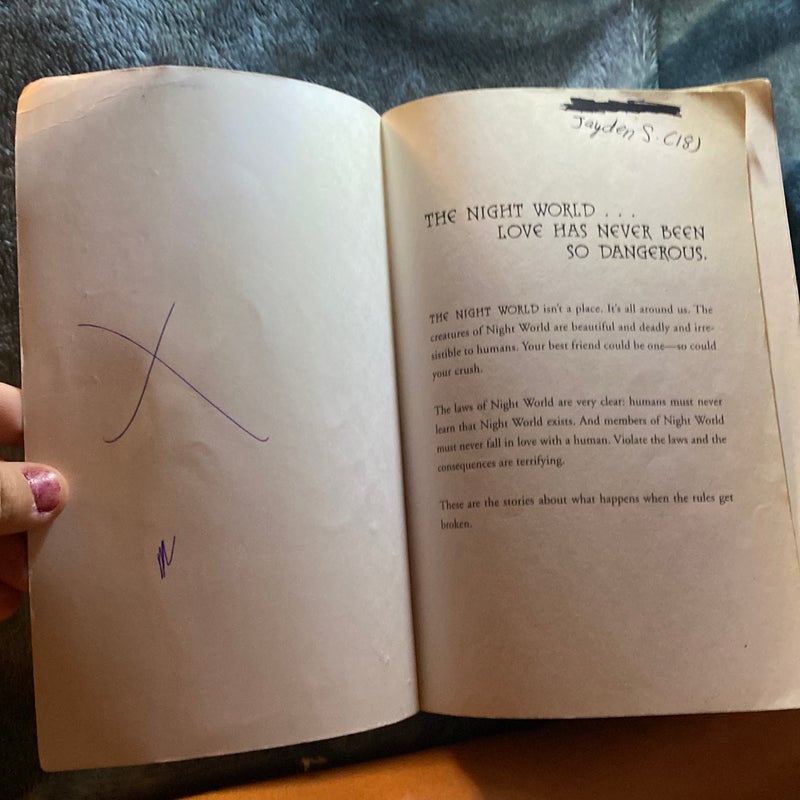 Jayden S. (18)
THE NIGHT WORLD . . .
LOVE HAS NEVER BEEN
SO DANGEROUS.
THE NIGHT WORLD isn't a place. It's all around us. The
creatures of Night World are beautiful and deadly and irre-
sistible to humans. Your best friend could be one—so could
your crush.
The laws of Night World are very clear: humans must never
learn that Night World exists. And members of Night World
must never fall in love with a human. Violate the laws and the
consequences are terrifying.
These are the stories about what happens when the rules get
broken.